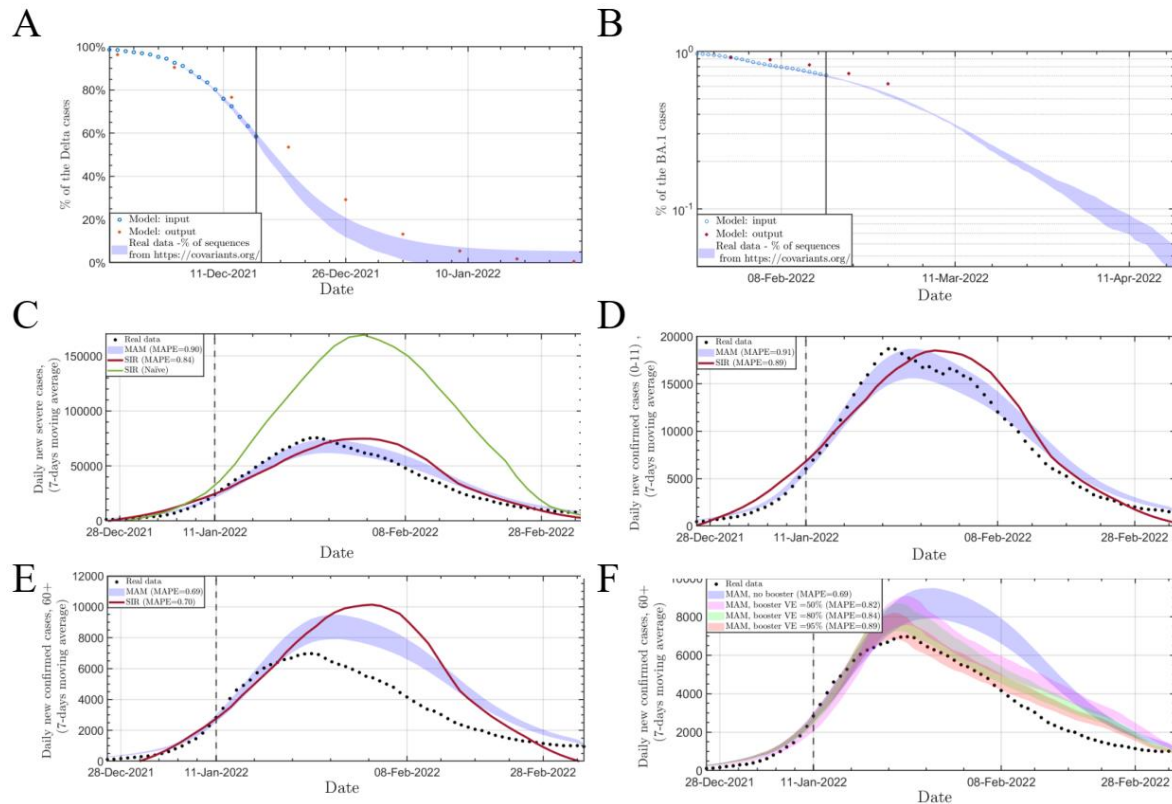 A
% of the Delta cases
100%
80%
60%
40%
20%
0%
Model: input
Model: output
Real data -% of sequences
from https://covariants.org/
11-Dec-2021
26-Dec-2021
10-Jan-2022
Date
B
% of the BA.1 cases
10^0
10^-1
Model: input
Model: output
Real data - % of sequences
from https://covariants.org/
08-Feb-2022
11-Mar-2022
11-Apr-2022
Date
C
Daily new severe cases,
(7-days moving average)
150000
100000
50000
0
Real data
MAM (MAPE=0.90)
SIR (MAPE=0.84)
SIR (Naïve)
28-Dec-2021
11-Jan-2022
08-Feb-2022
28-Feb-2022
Date
D
Daily new confirmed cases (0-11) ,
(7-days moving average)
20000
15000
10000
5000
0
Real data
MAM (MAPE=0.91)
SIR (MAPE=0.89)
28-Dec-2021
11-Jan-2022
08-Feb-2022
28-Feb-2022
Date
E
Daily new confirmed cases, 60+
(7-days moving average)
12000
10000
8000
6000
4000
2000
0
Real data
MAM (MAPE=0.69)
SIR (MAPE=0.70)
28-Dec-2021
11-Jan-2022
08-Feb-2022
28-Feb-2022
Date
F
Daily new confirmed cases, 60+
(7-days moving average)
10000
8000
6000
4000
2000
0
Real data
MAM, no booster (MAPE=0.69)
MAM, booster VE =50% (MAPE=0.82)
MAM, booster VE =80% (MAPE=0.84)
MAM, booster VE =95% (MAPE=0.89)
28-Dec-2021
11-Jan-2022
08-Feb-2022
28-Feb-2022
Date